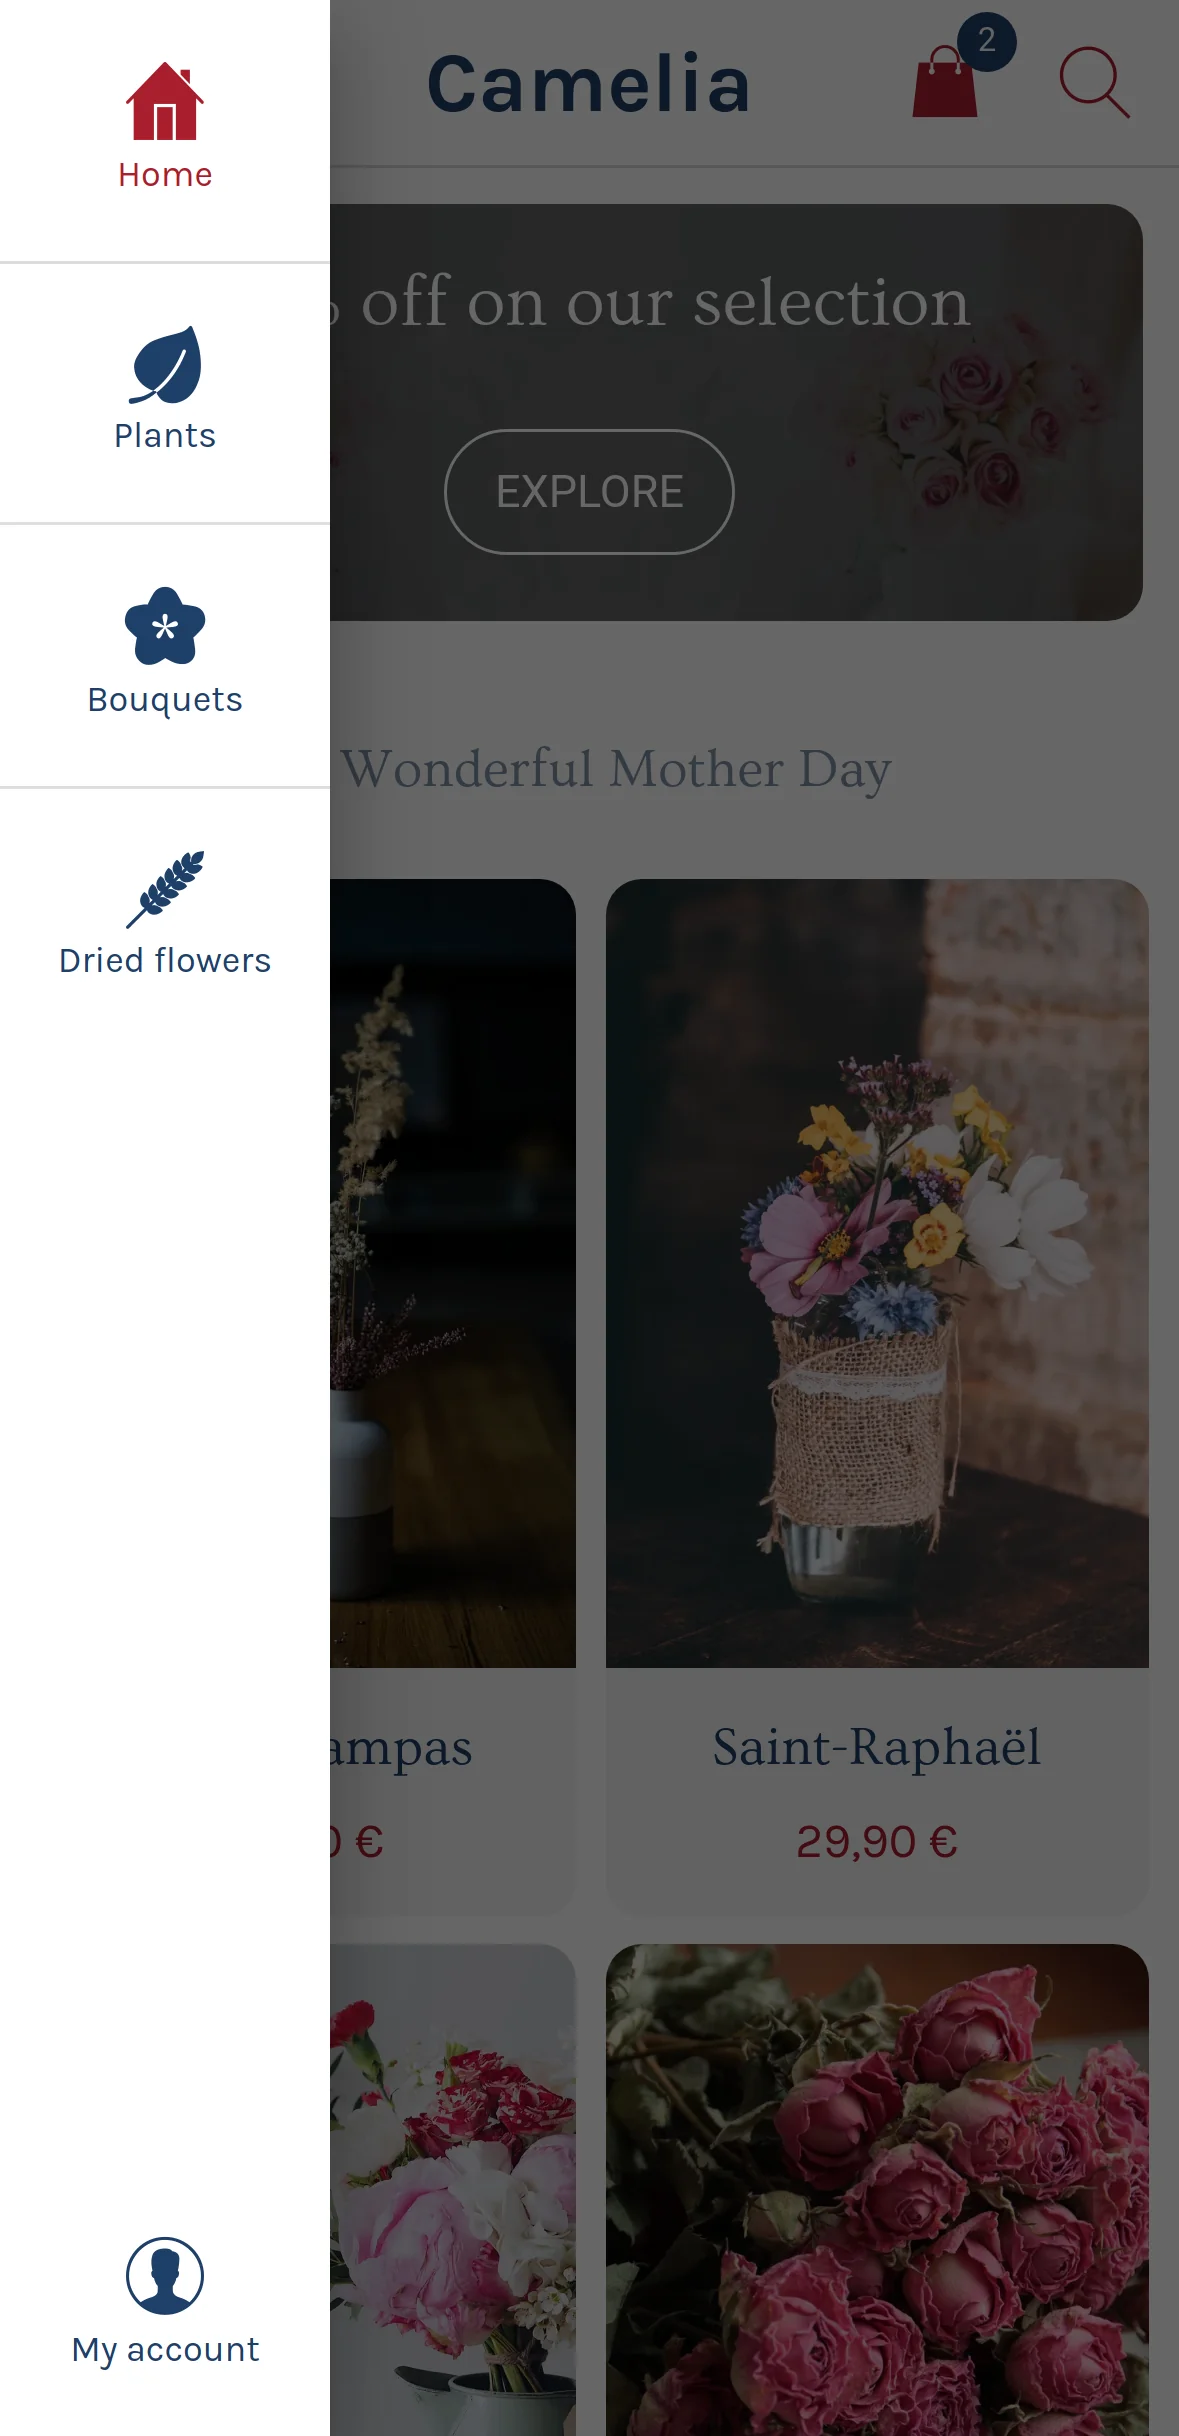 Home
Plants
Bouquets
Dried flowers
My account
Camelia
2
off on our selection
EXPLORE
Wonderful Mother Day
ampas
Saint-Raphaël
0 €
29,90 €